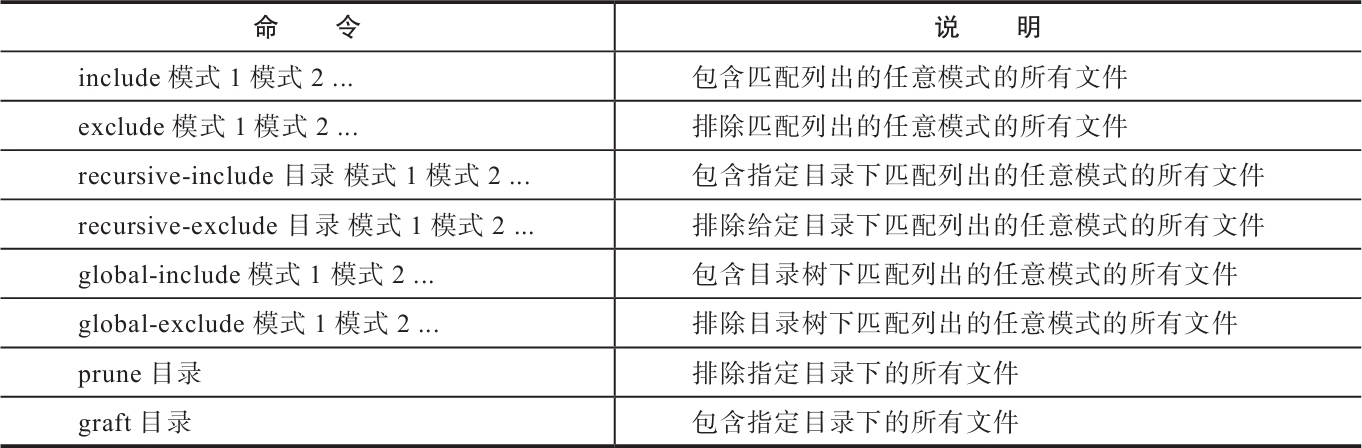 命 令 说 明
include 模式 1 模式 2 ... 包含匹配列出的任意模式的所有文件
exclude 模式 1 模式 2 ... 排除匹配列出的任意模式的所有文件
recursive-include 目录 模式 1 模式 2 ... 包含指定目录下匹配列出的任意模式的所有文件
recursive-exclude 目录 模式 1 模式 2 ... 排除给定目录下匹配列出的任意模式的所有文件
global-include 模式 1 模式 2 ... 包含目录树下匹配列出的任意模式的所有文件
global-exclude 模式 1 模式 2 ... 排除目录树下匹配列出的任意模式的所有文件
prune 目录 排除指定目录下的所有文件
graft 目录 包含指定目录下的所有文件